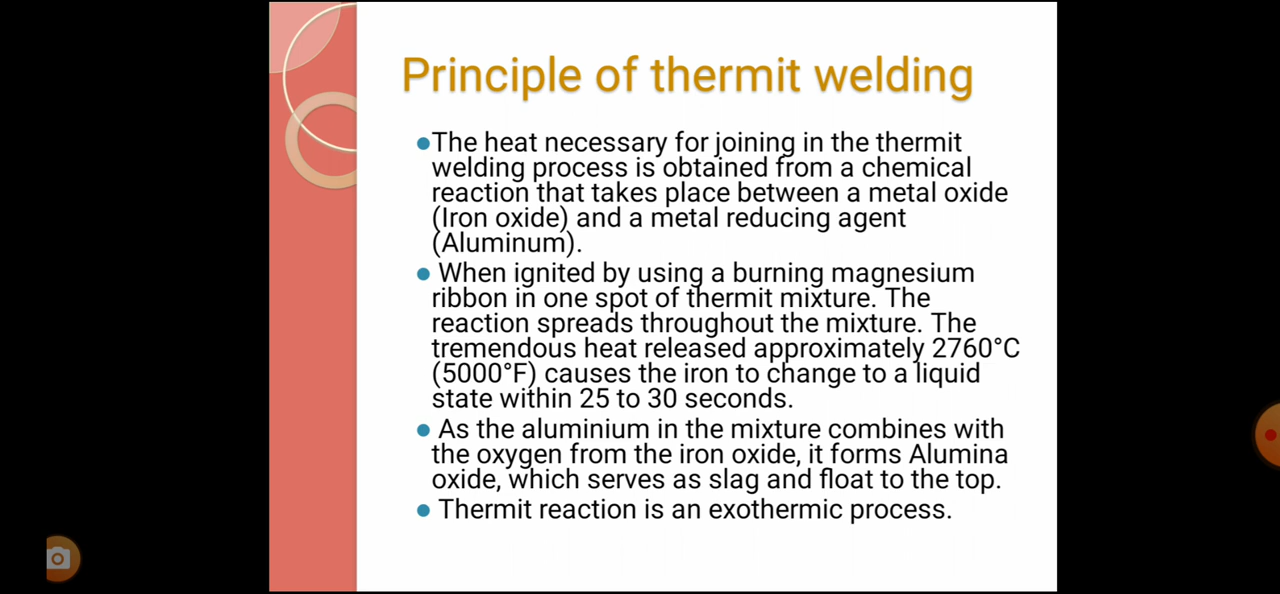 Principle of thermit welding
●The heat necessary for joining in the thermit
welding process is obtained from a chemical
reaction that takes place between a metal oxide
(Iron oxide) and a metal reducing agent
(Aluminum).
● When ignited by using a burning magnesium
ribbon in one spot of thermit mixture. The
reaction spreads throughout the mixture. The
tremendous heat released approximately 2760°C
(5000°F) causes the iron to change to a liquid
state within 25 to 30 seconds.
● As the aluminium in the mixture combines with
the oxygen from the iron oxide, it forms Alumina
oxide, which serves as slag and float to the top.
● Thermit reaction is an exothermic process.